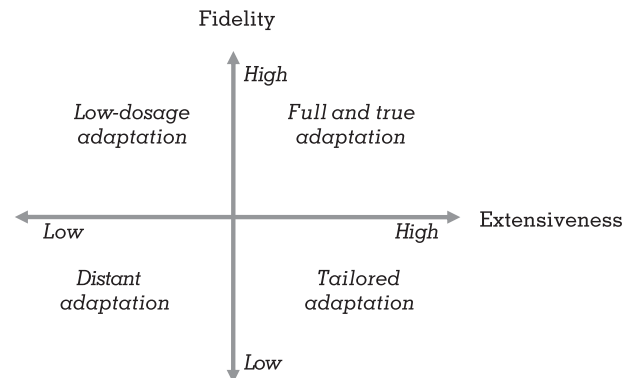 Fidelity
High
Low-dosage
adaptation
Full and true
adaptation
Low
High
Extensiveness
Distant
adaptation
Tailored
adaptation
Low